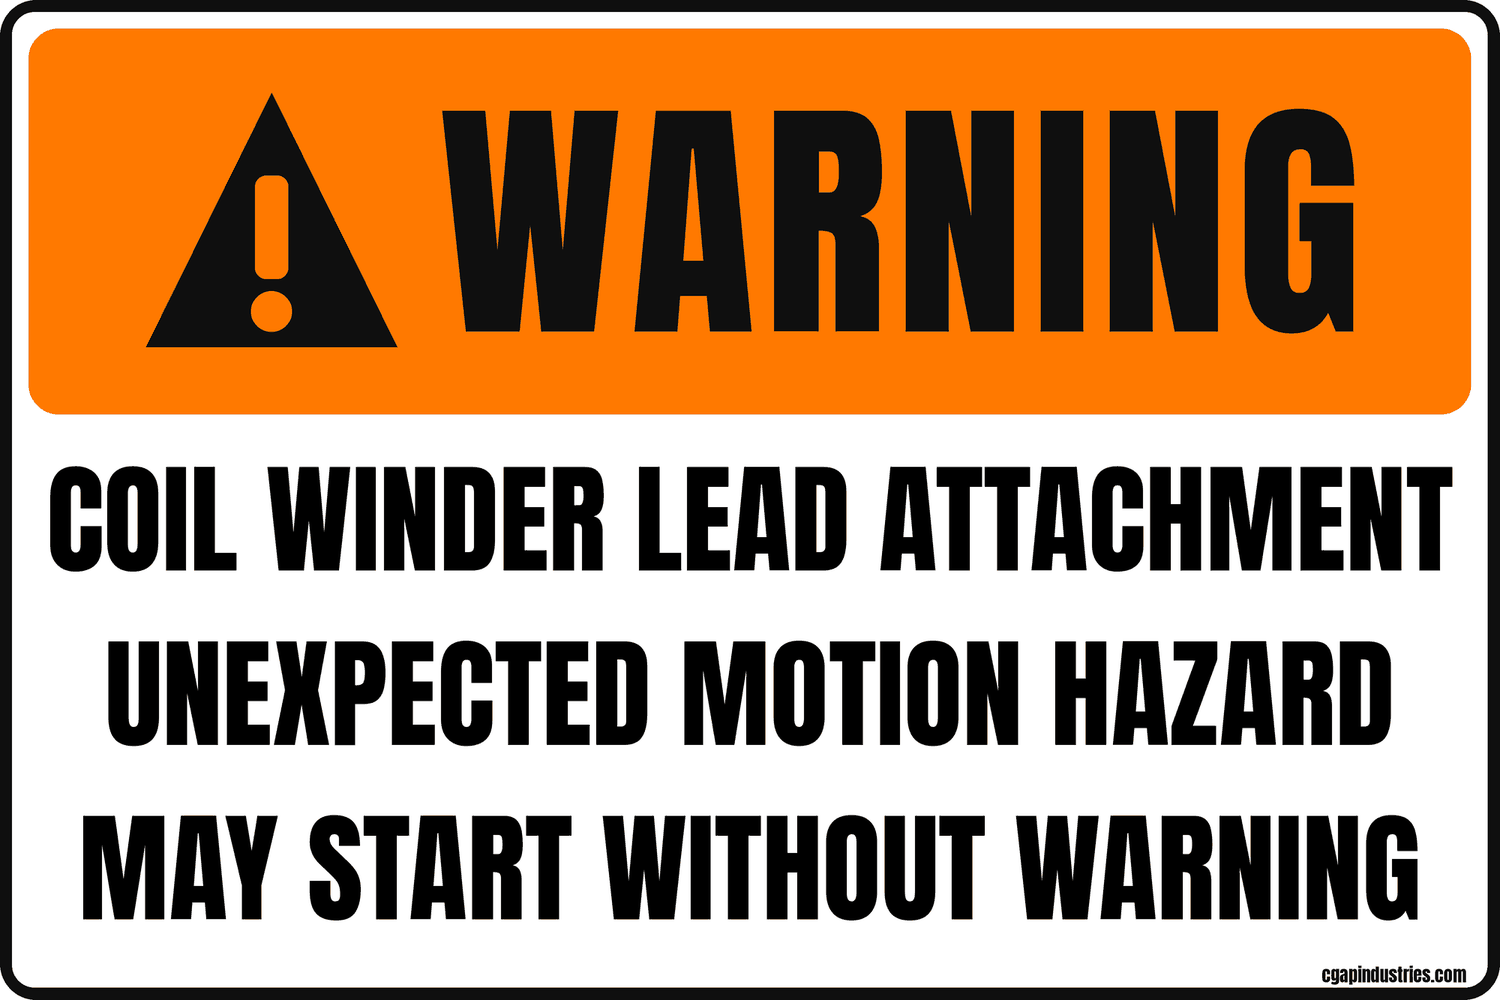 WARNING
COIL WINDER LEAD ATTACHMENT
UNEXPECTED MOTION HAZARD
MAY START WITHOUT WARNING
cgapindustries.com